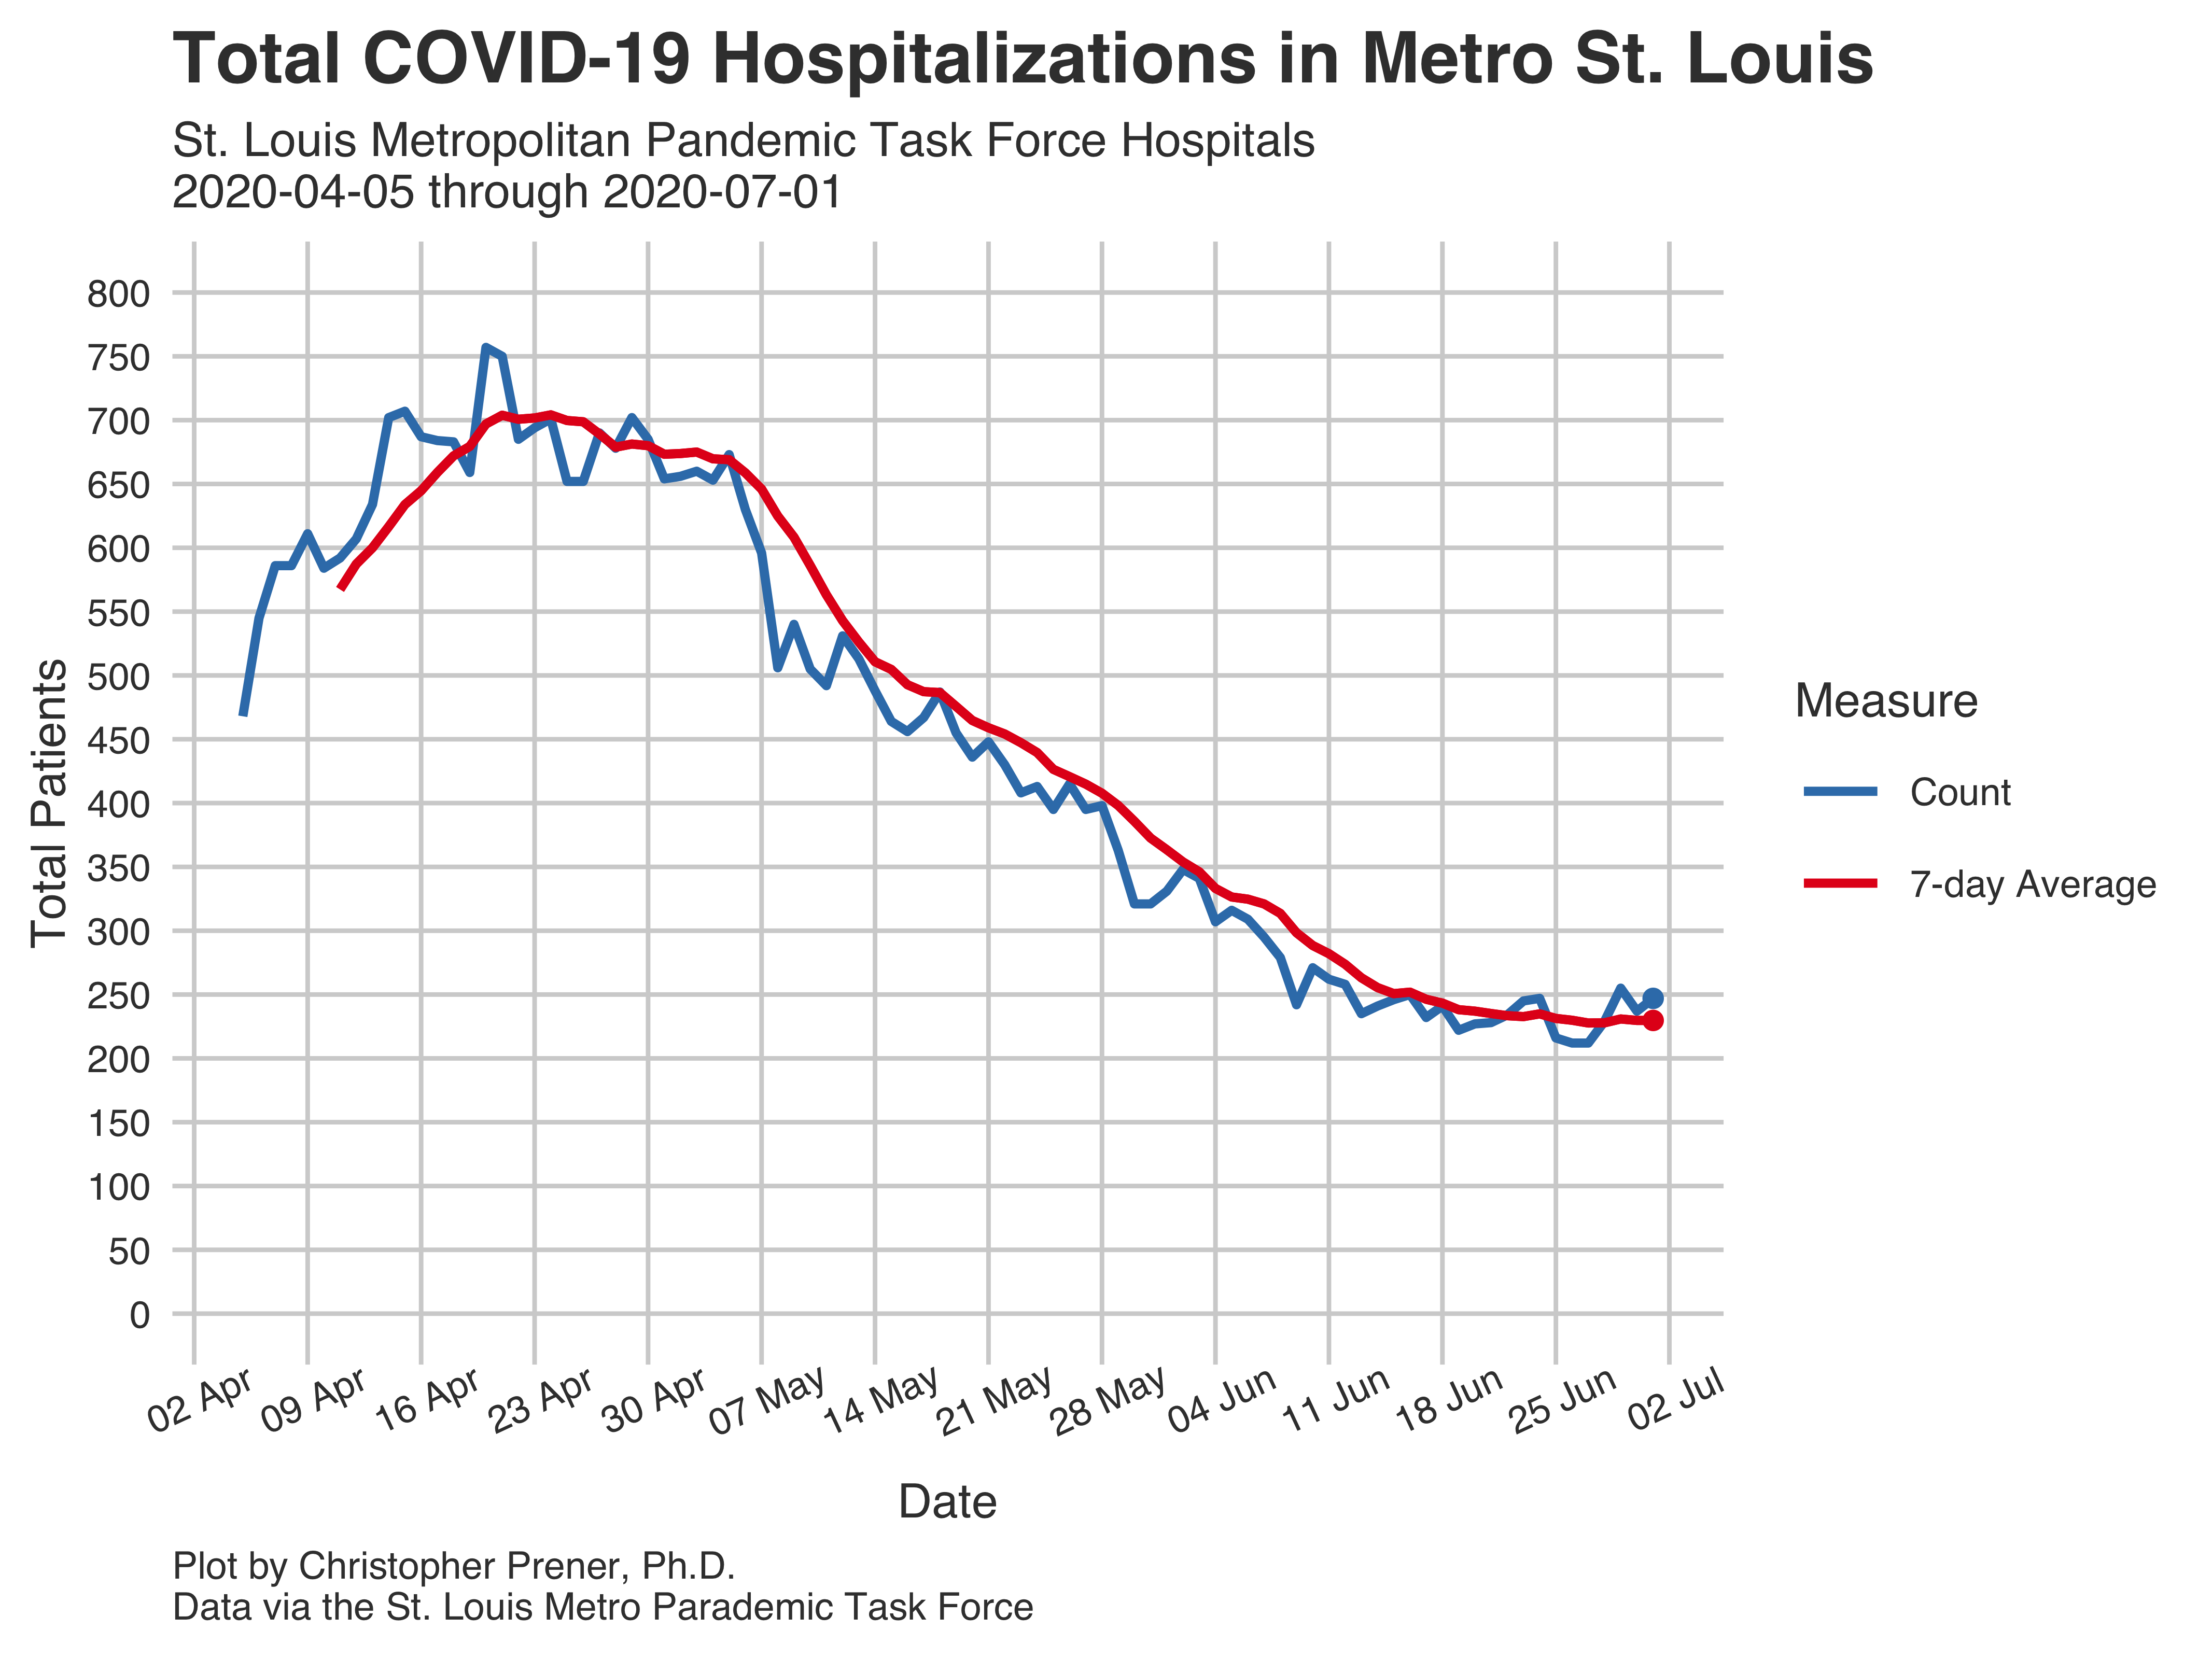 Total COVID-19 Hospitalizations in Metro St. Louis
St. Louis Metropolitan Pandemic Task Force Hospitals
2020-04-05 through 2020-07-01
800
750
700
650
600
550
500
450
400
350
300
250
200
150
100
50
0
Total Patients
02 Apr
09 Apr
16 Apr
23 Apr
30 Apr
07 May
14 May
21 May
28 May
04 Jun
11 Jun
18 Jun
25 Jun
02 Jul
Date
Measure
Count
7-day Average
Plot by Christopher Prener, Ph.D.
Data via the St. Louis Metro Parademic Task Force